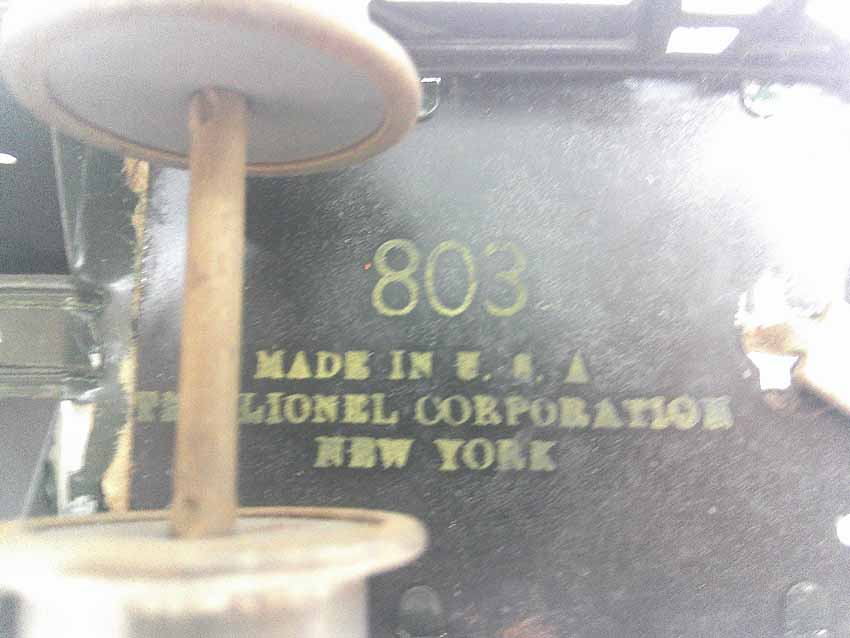 803
MADE IN U. S. A
LIONEL CORPORATION
NEW YORK